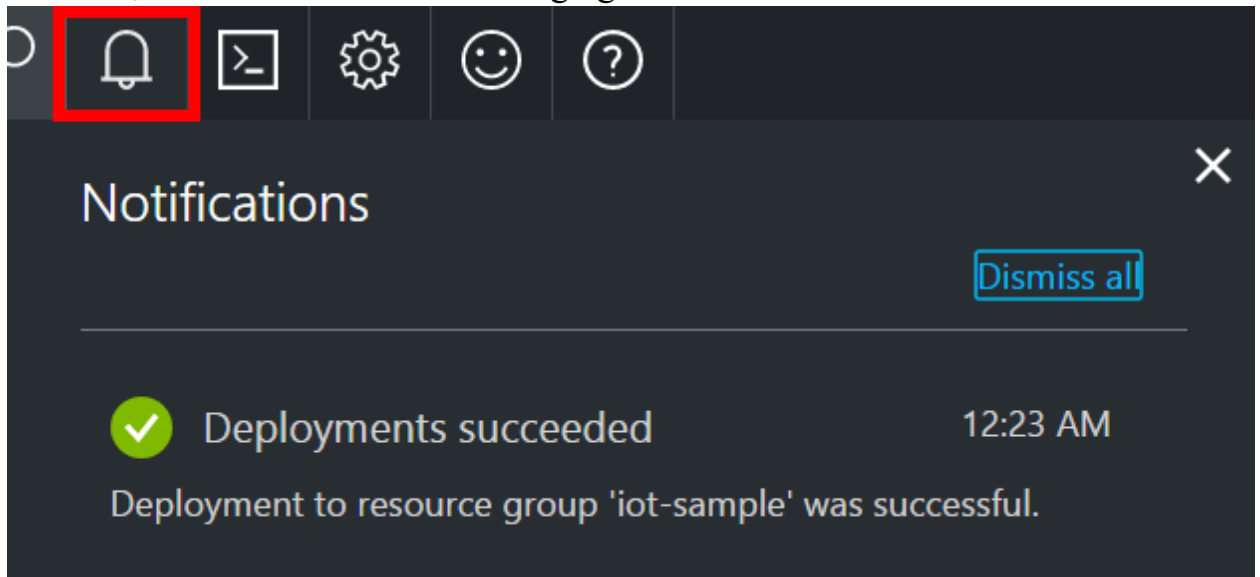 Notifications
Dismiss all
Deployments succeeded 12:23 AM
Deployment to resource group 'iot-sample' was successful.